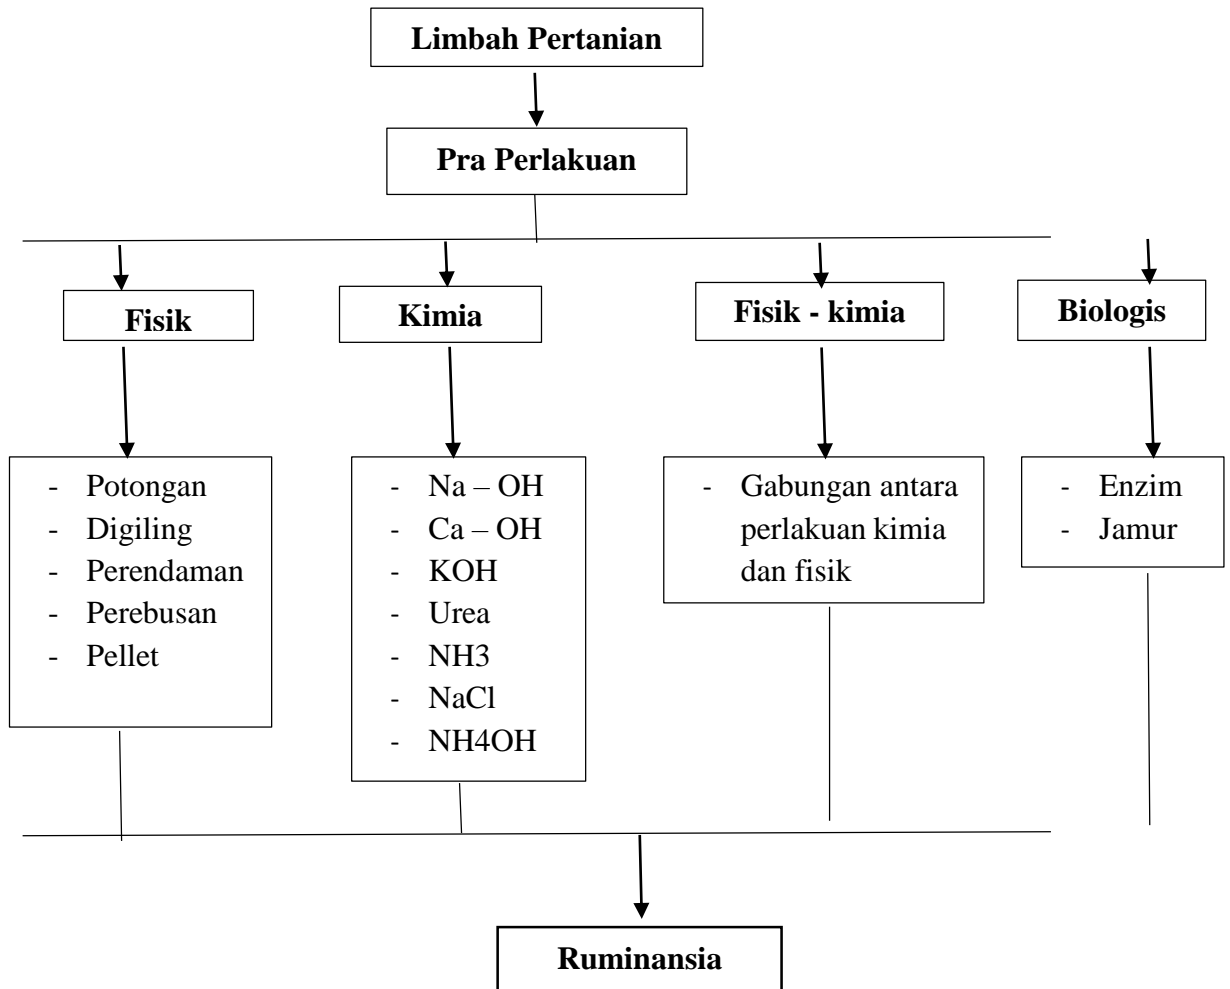 Limbah Pertanian
Pra Perlakuan
Fisik
Kimia
Fisik - kimia
Biologis
- Potongan
- Digiling
- Perendaman
- Perebusan
- Pellet
- Na – OH
- Ca – OH
- KOH
- Urea
- NH3
- NaCl
- NH4OH
- Gabungan antara
perlakuan kimia
dan fisik
- Enzim
- Jamur
Ruminansia